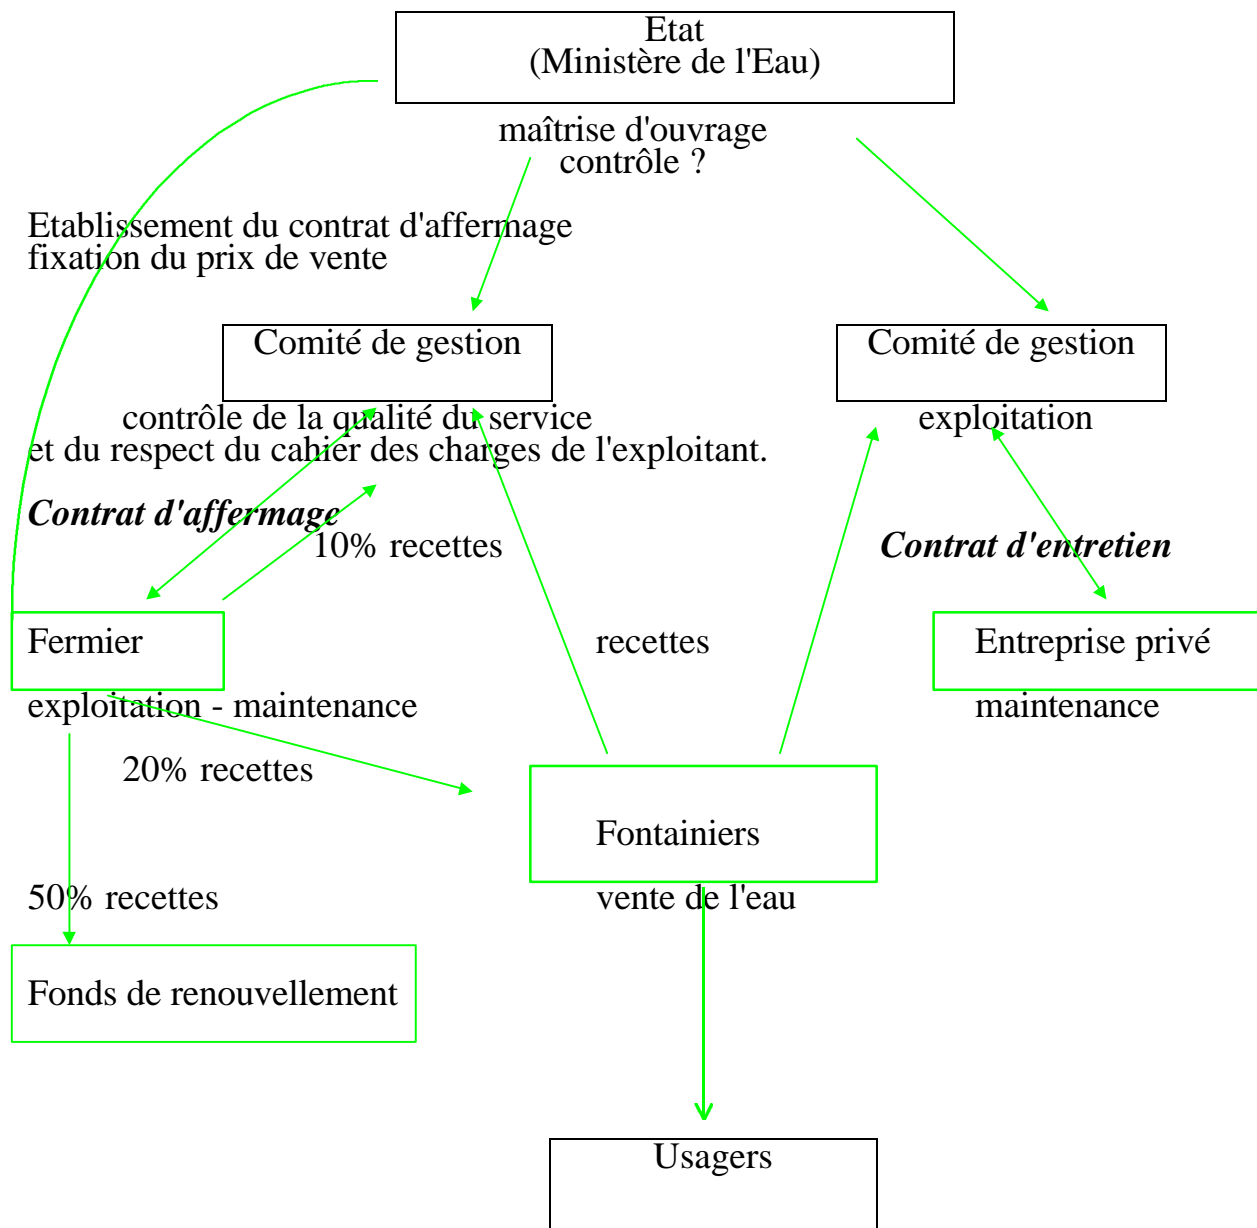 Etat
(Ministère de l'Eau)
maîtrise d'ouvrage
contrôle ?
Etablissement du contrat d'affermage
fixation du prix de vente
Comité de gestion
Comité de gestion
contrôle de la qualité du service
et du respect du cahier des charges de l'exploitant.
exploitation
Contrat d'affermage
10% recettes
Contrat d'entretien
Fermier
recettes
Entreprise privé
exploitation - maintenance
maintenance
20% recettes
Fontainiers
50% recettes
vente de l'eau
Fonds de renouvellement
Usagers